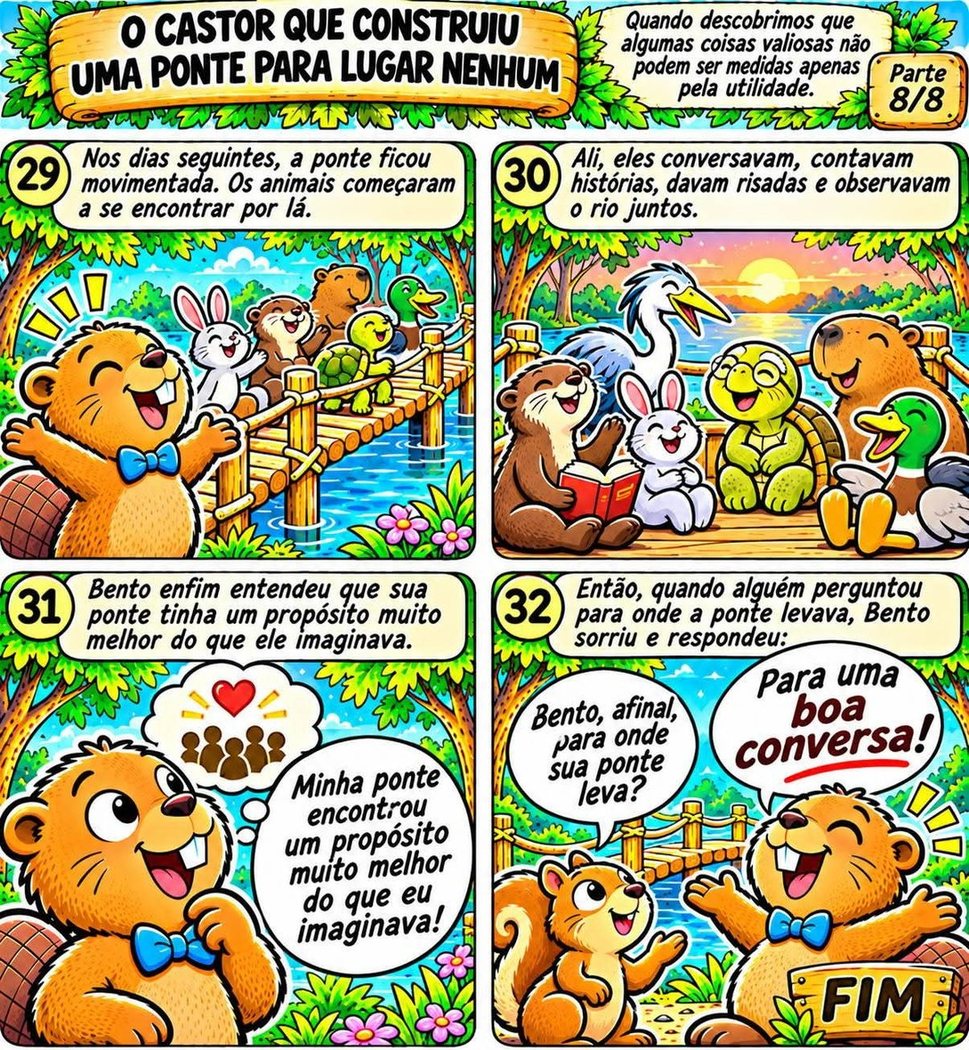 O CASTOR QUE CONSTRUIU
UMA PONTE PARA LUGAR NENHUM
Quando descobrimos que
algumas coisas valiosas não
podem ser medidas apenas
pela utilidade.
Parte
8/8
29
Nos dias seguintes, a ponte ficou
movimentada. Os animais começaram
a se encontrar por lá.
30
Ali, eles conversavam, contavam
histórias, davam risadas e observavam
o rio juntos.
31
Bento enfim entendeu que sua
ponte tinha um propósito muito
melhor do que ele imaginava.
Minha ponte
encontrou
um propósito
muito melhor
do que eu
imaginava!
32
Então, quando alguém perguntou
para onde a ponte levava, Bento
sorriu e respondeu:
Bento, afinal,
para onde
sua ponte
leva?
Para uma
boa
conversa!
FIM